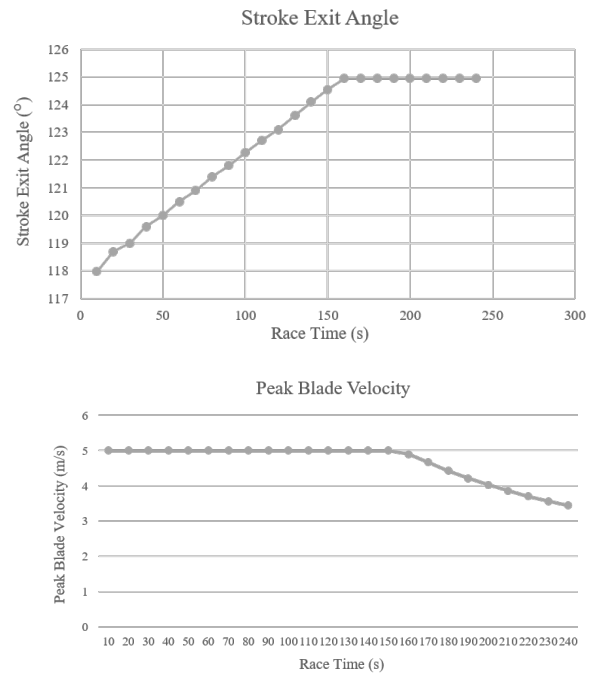 Stroke Exit Angle
126
125
124
123
122
121
120
119
118
117
Stroke Exit Angle (°)
0 50 100 150 200 250 300
Race Time (s)
Peak Blade Velocity
6
5
4
3
2
1
0
Peak Blade Velocity (m/s)
10 20 30 40 50 60 70 80 90 100 110 120 130 140 150 160 170 180 190 200 210 220 230 240
Race Time (s)